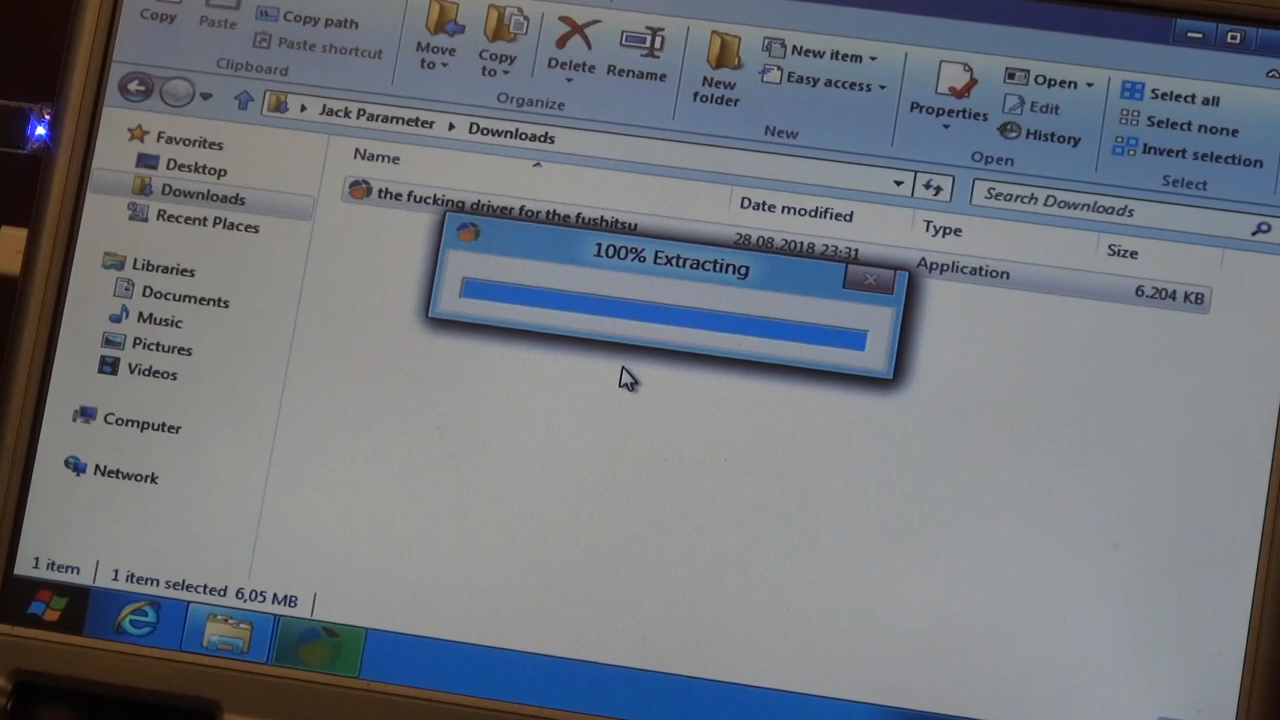 Copy
Paste
Copy path
Paste shortcut
Clipboard
Move
to
Copy
to
Delete
Rename
Organize
New
folder
New item
Easy access
New
Properties
Open
Edit
History
Open
Select all
Select none
Invert selection
Select
Jack Parameter
Downloads
Search Downloads
Favorites
Desktop
Downloads
Recent Places
Libraries
Documents
Music
Pictures
Videos
Computer
Network
Name
Date modified
Type
Size
the fucking driver for the fushitsu
28.08.2018 23:31
Application
6.204 KB
100% Extracting
1 item
1 item selected 6,05 MB